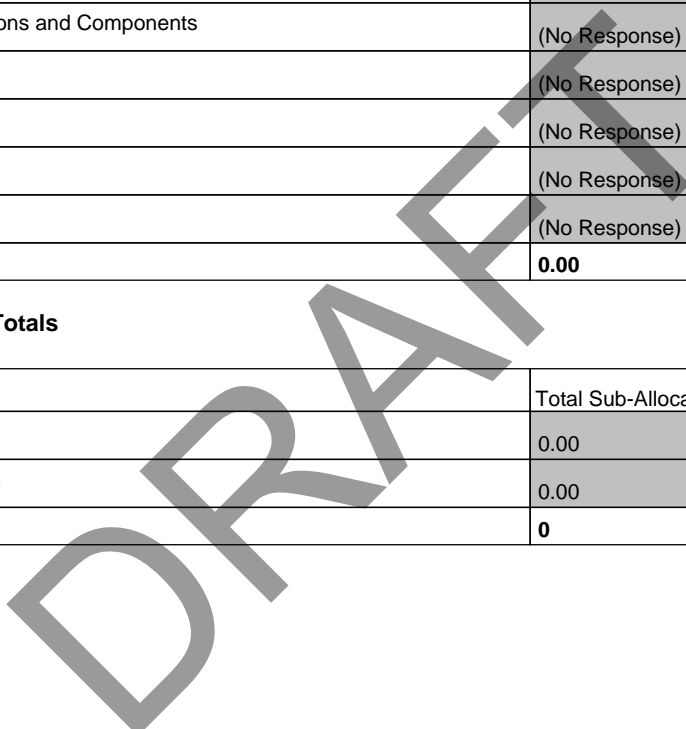 ons and Components
(No Response)
(No Response)
(No Response)
(No Response)
(No Response)
0.00
Totals
Total Sub-Alloca
0.00
0.00
0
DRAFT